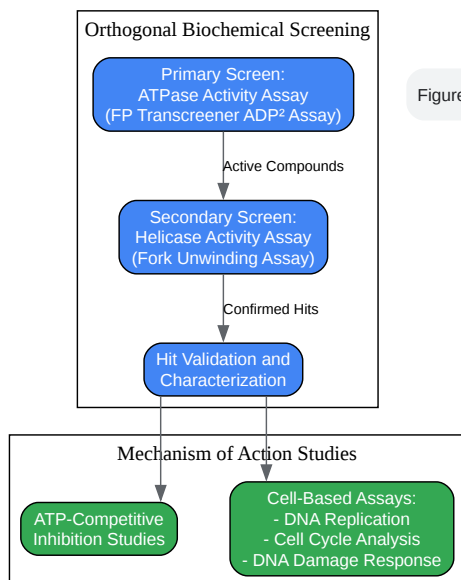 Orthogonal Biochemical Screening
Primary Screen:
ATPase Activity Assay
(FP Transcreener ADP² Assay)
Figure
Active Compounds
Secondary Screen:
Helicase Activity Assay
(Fork Unwinding Assay)
Confirmed Hits
Hit Validation and
Characterization
Mechanism of Action Studies
ATP-Competitive
Inhibition Studies
Cell-Based Assays:
- DNA Replication
- Cell Cycle Analysis
- DNA Damage Response